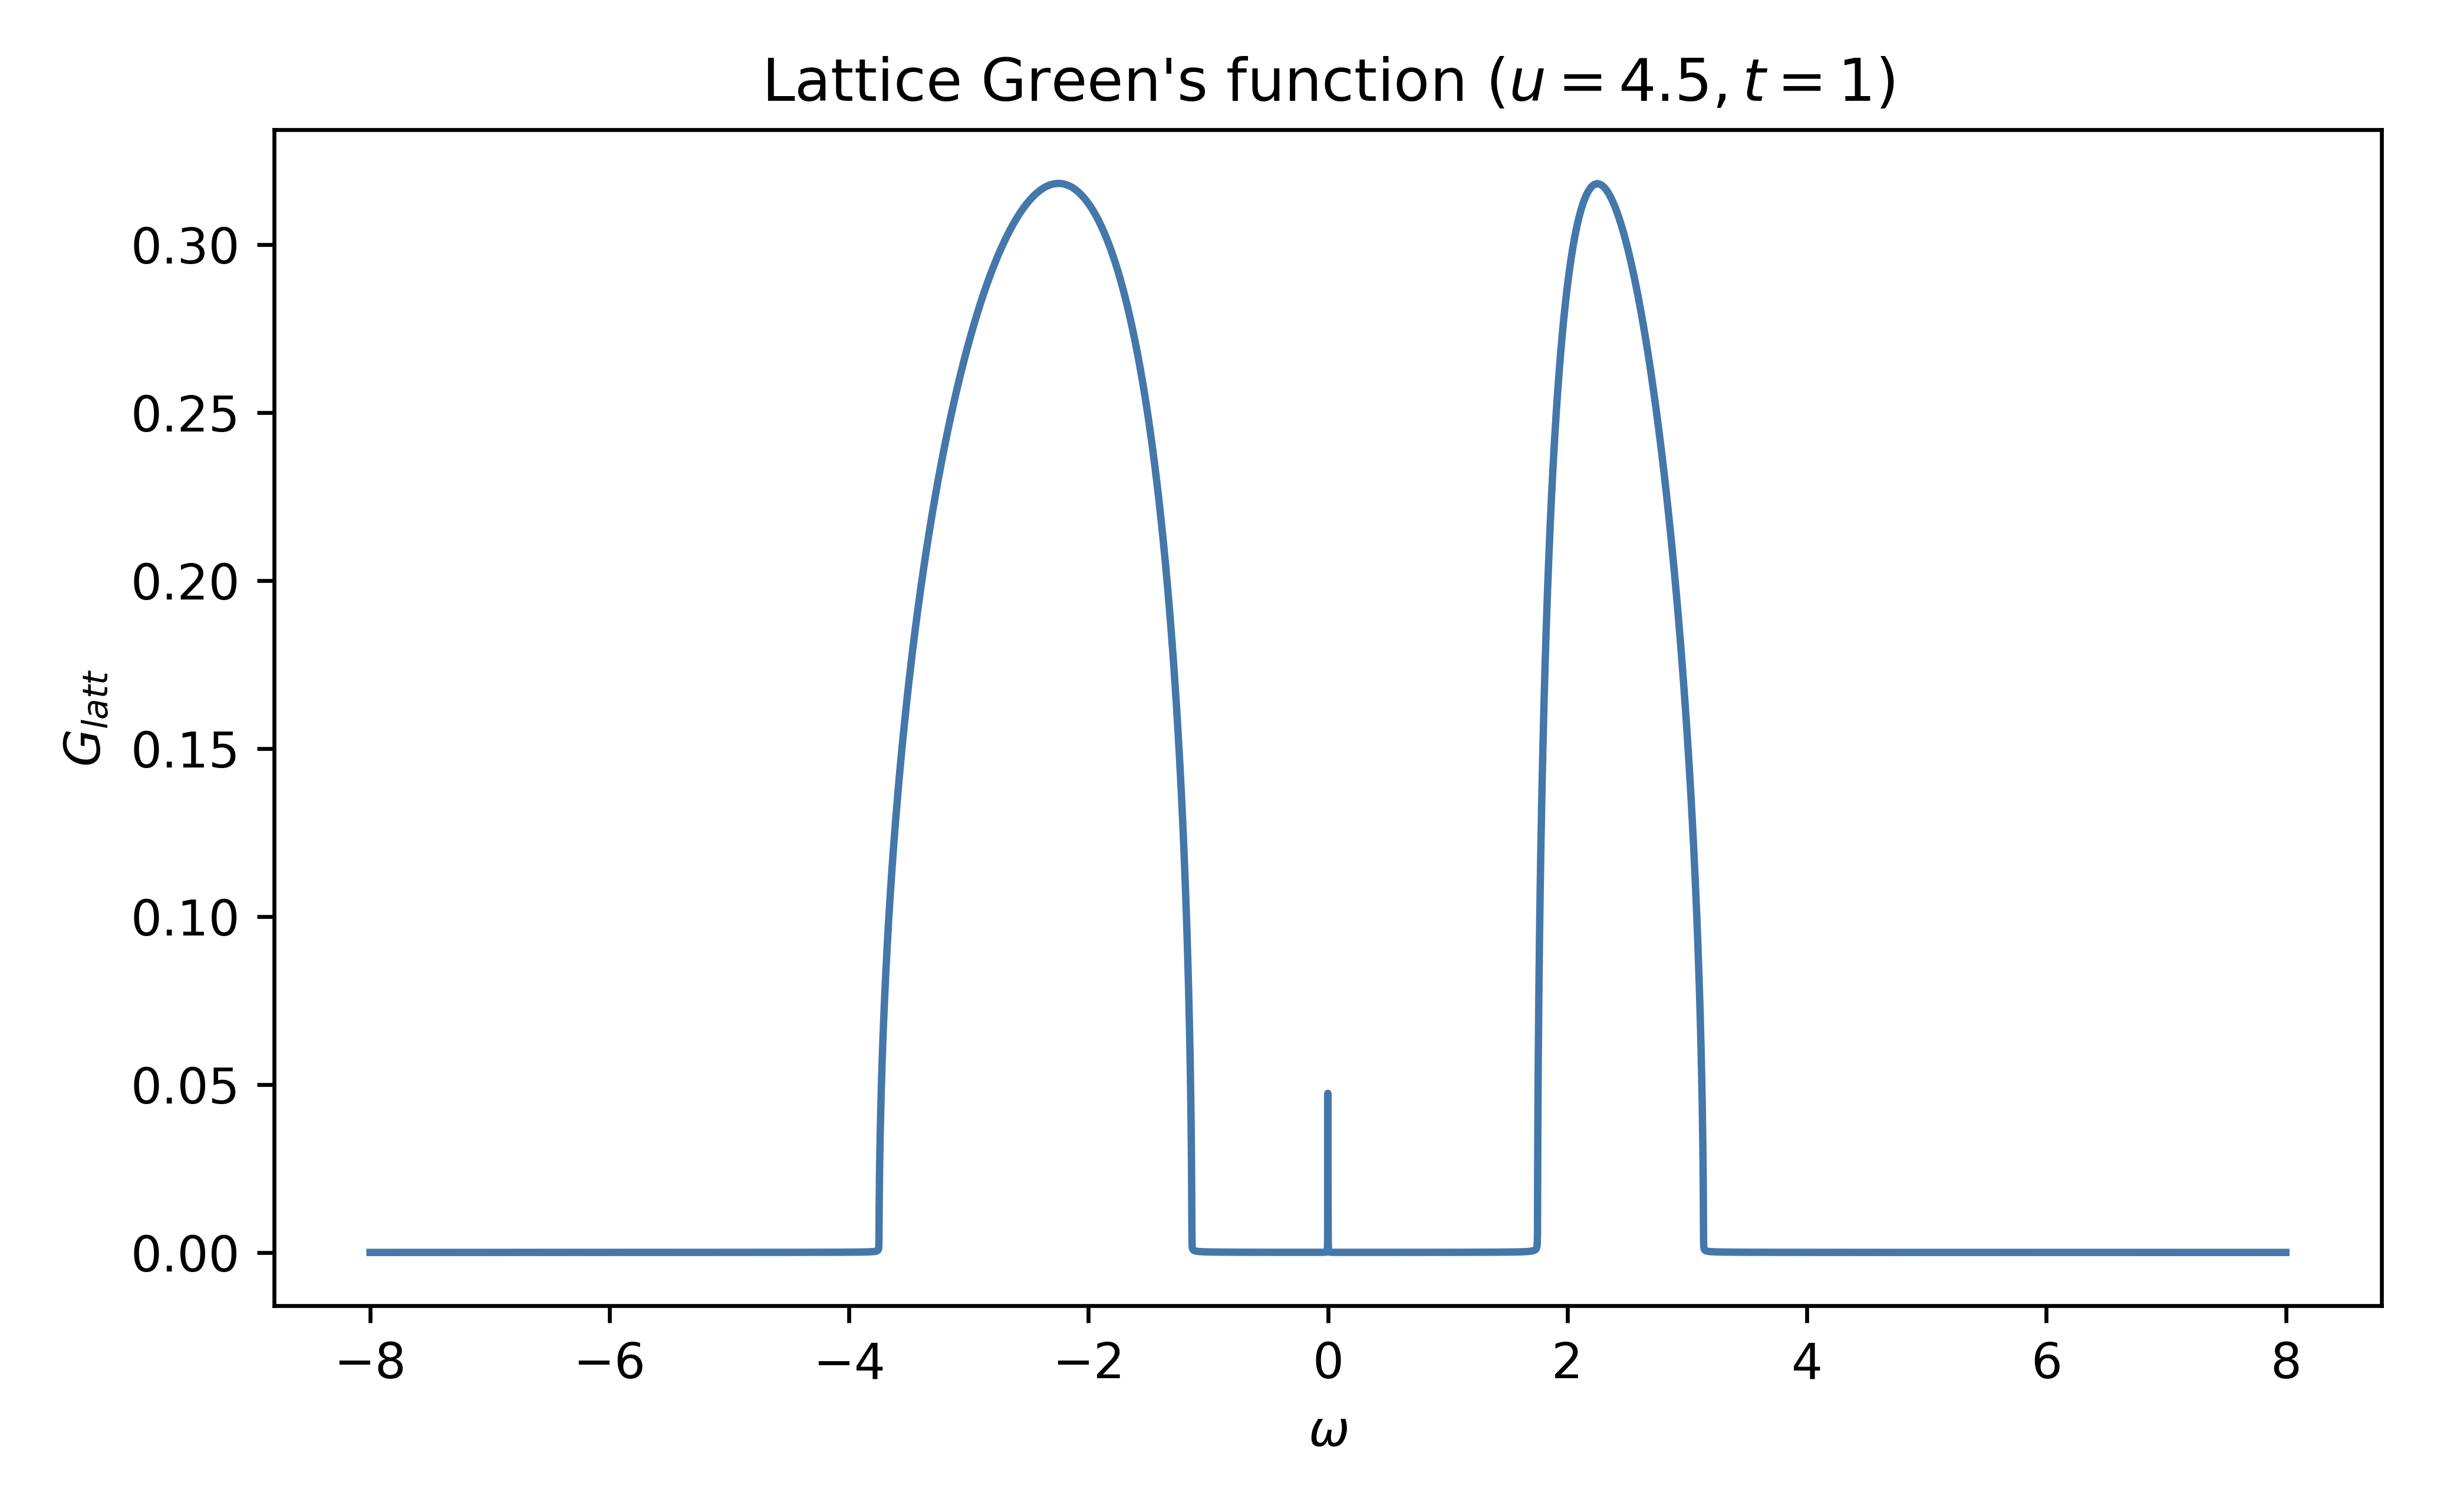 Lattice Green's function (u = 4.5, t = 1)
0.30
0.25
0.20
0.15
0.10
0.05
0.00
G_latt
−8 −6 −4 −2 0 2 4 6 8
ω